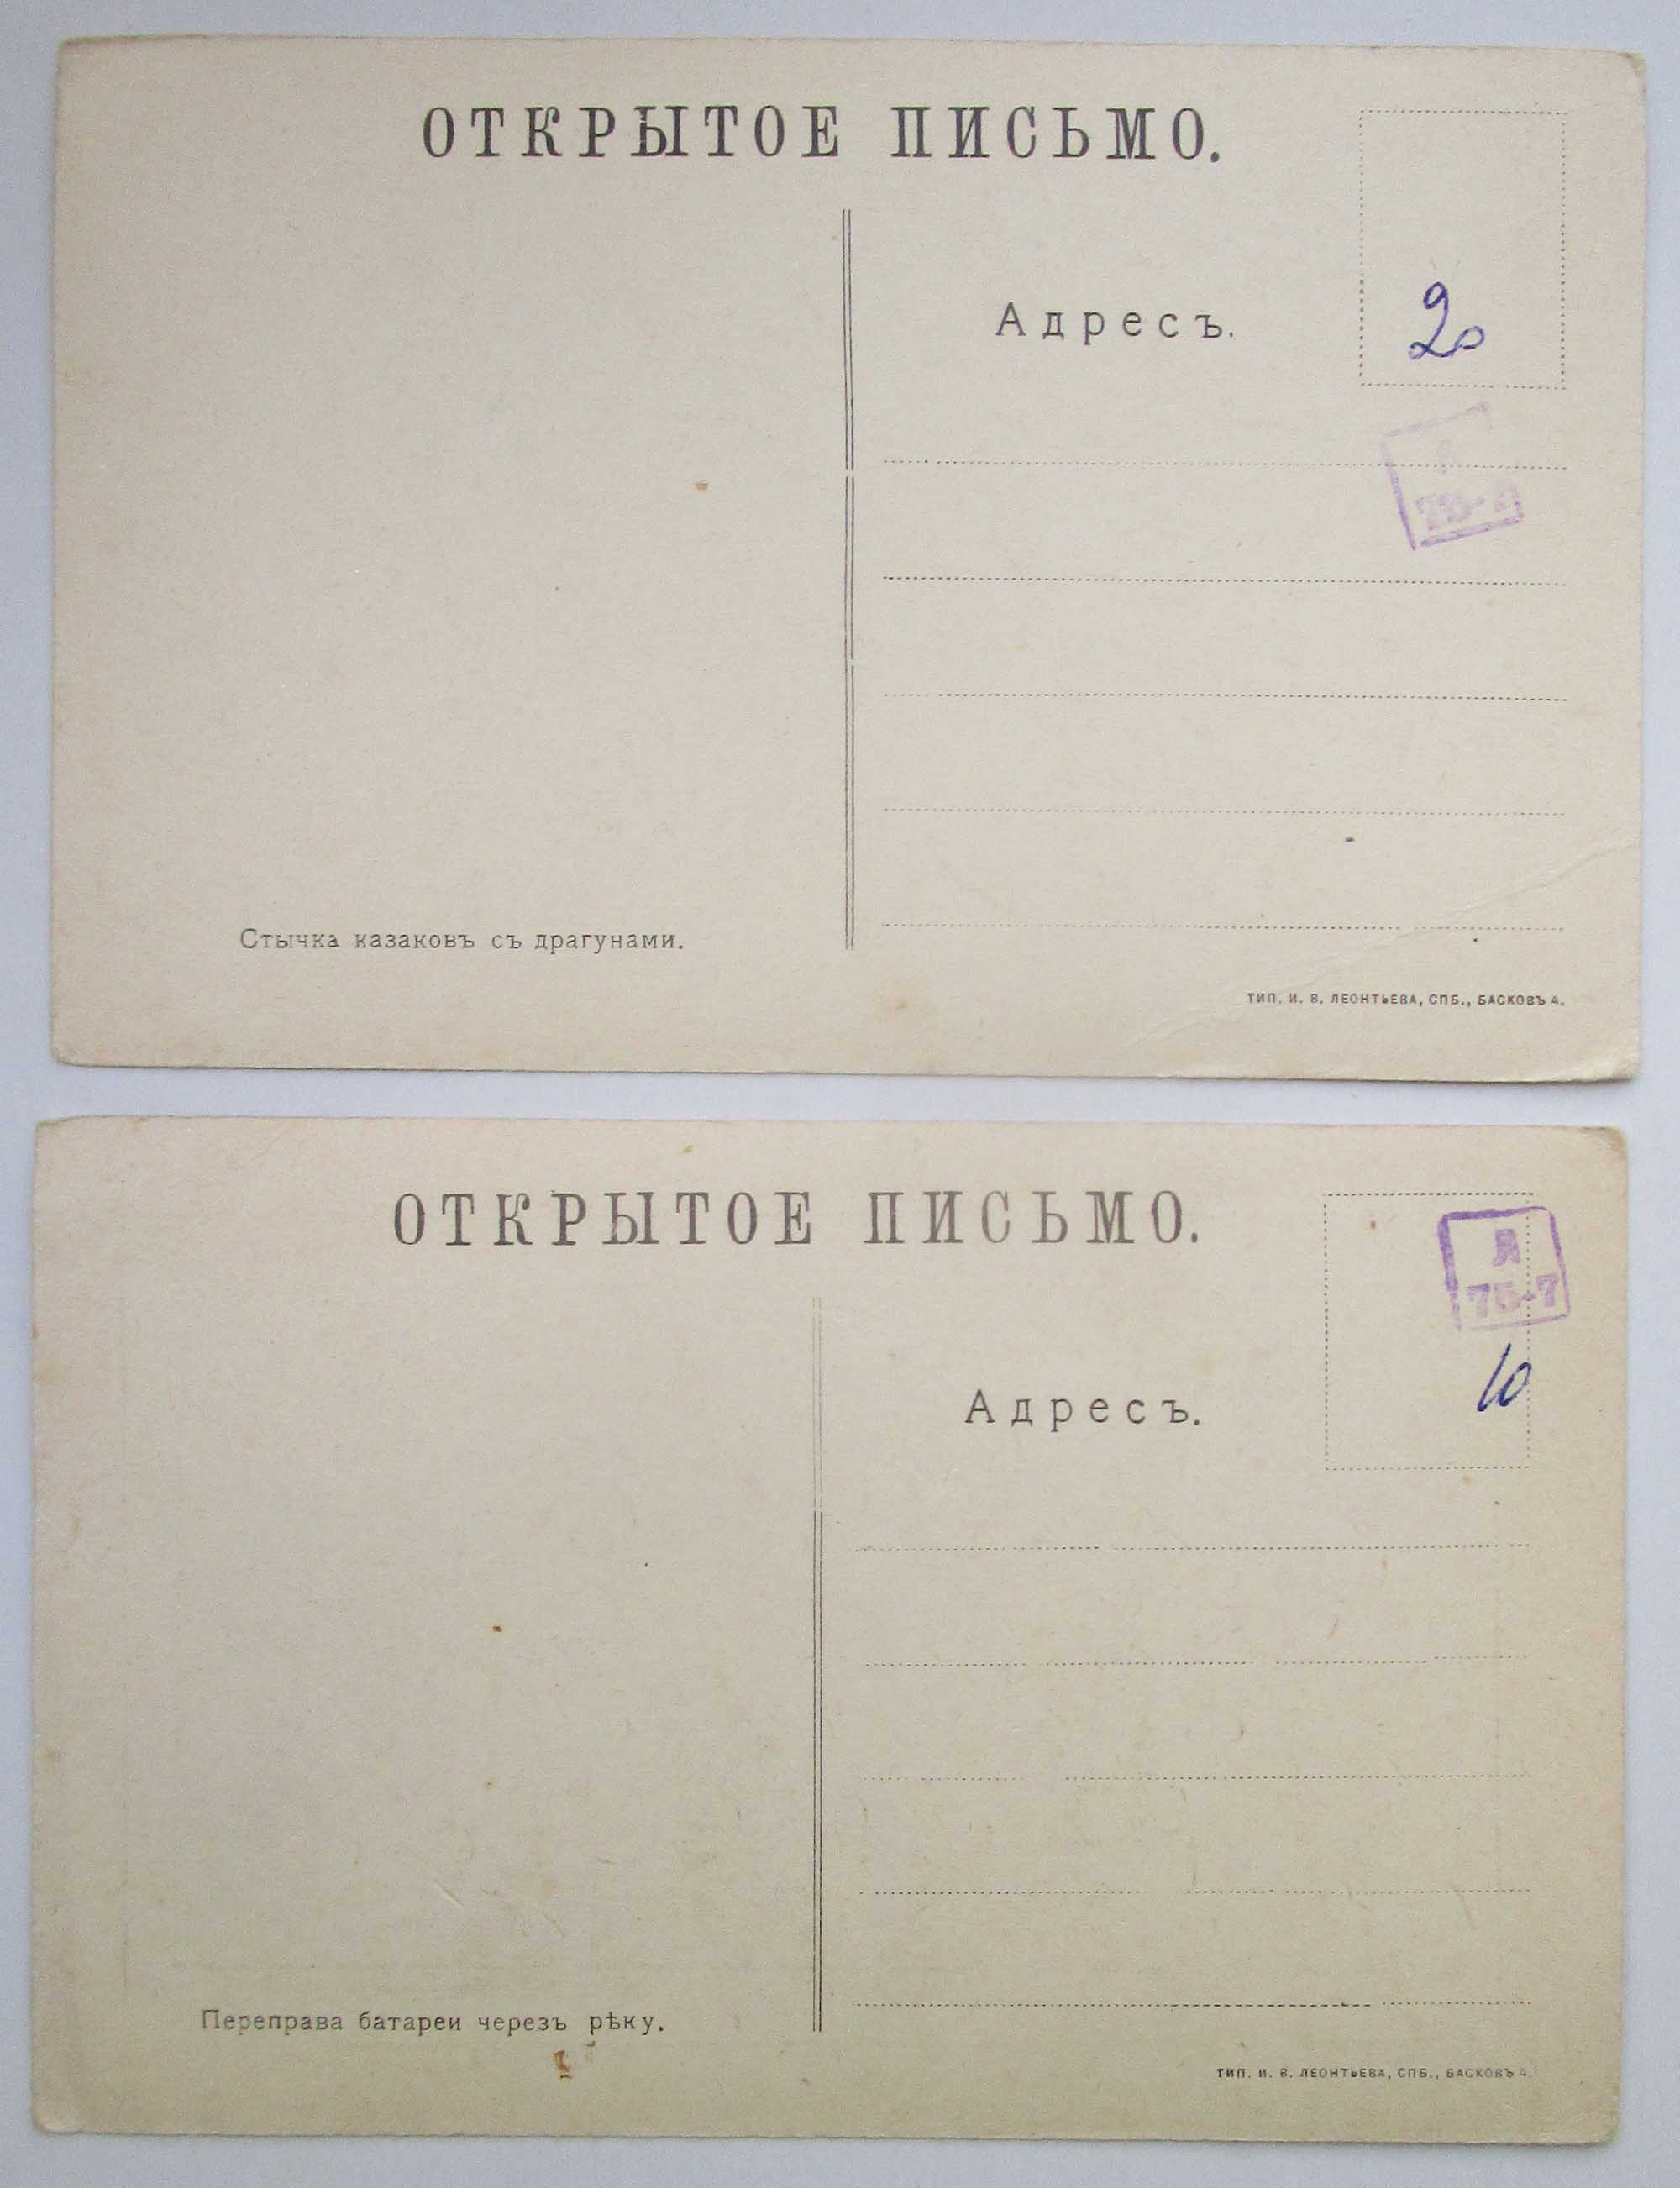 ОТКРЫТОЕ ПИСЬМО.
Адресъ.
20
Стычка казаковъ съ драгунами.
ТИП. И. В. ЛЕОНТЬЕВА, СПБ., БАСКОВЪ 4.
ОТКРЫТОЕ ПИСЬМО.
Я
75-7
10
Адресъ.
Переправа батареи черезъ рѣку.
ТИП. И. В. ЛЕОНТЬЕВА, СПБ., БАСКОВЪ 4.